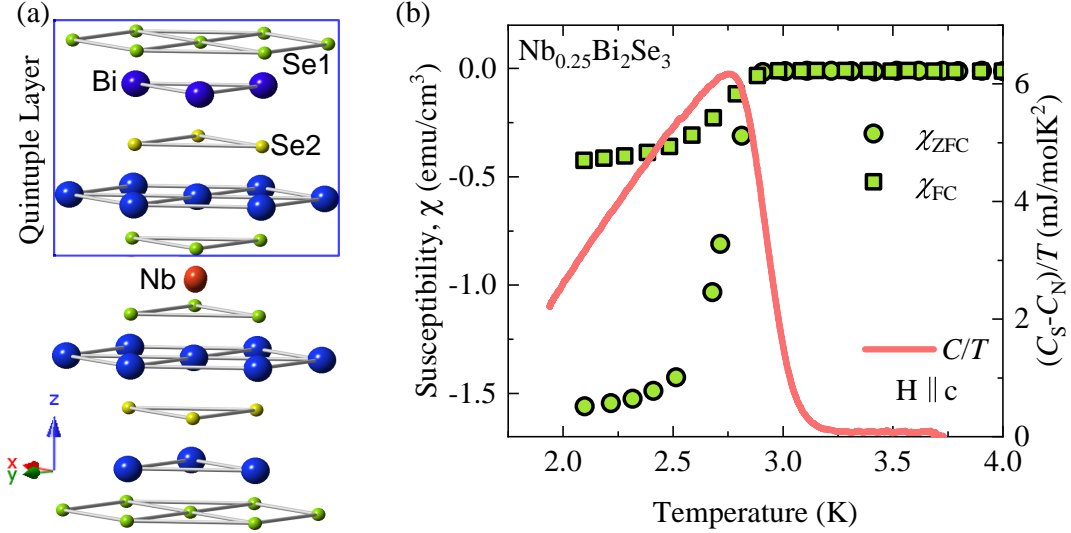 (a)
Quintuple Layer
Se1
Bi
Se2
Nb
z
x
y
(b)
Nb0.25Bi2Se3
0.0
-0.5
-1.0
-1.5
Susceptibility, χ (emu/cm3)
χZFC
χFC
C/T
H || c
6
4
2
0
(CS-CN)/T (mJ/molK2)
2.0 2.5 3.0 3.5 4.0
Temperature (K)